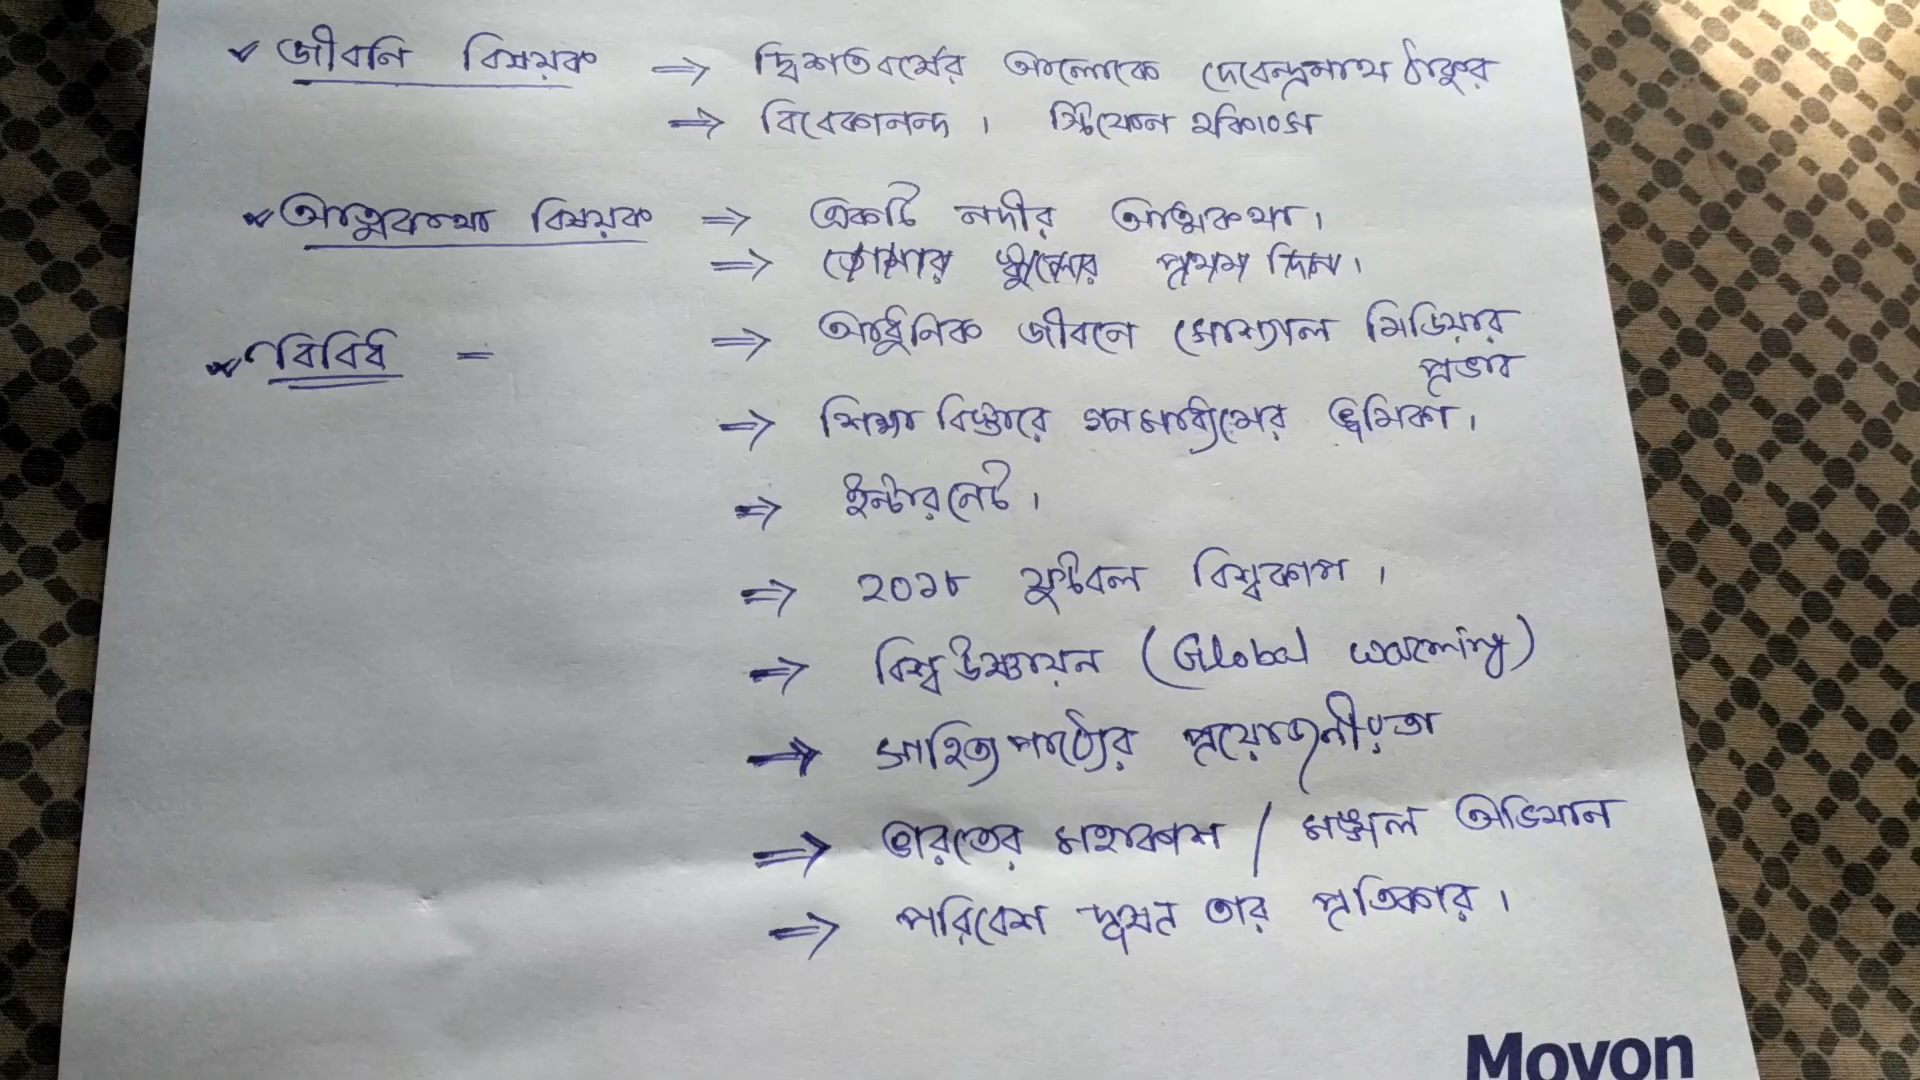 ✓ জীবনি বিষয়ক ⇒ দ্বিশতবর্ষের আলোকে দেবেন্দ্রনাথ ঠাকুর
⇒ বিবেকানন্দ । স্টিফেন হকিংস
আত্মকথা বিষয়ক ⇒ একটি নদীর আত্মকথা।
⇒ তোমার স্কুলের প্রথম দিন।
বিবিধ - ⇒ আধুনিক জীবনে সোশ্যাল মিডিয়ার
প্রভাব
⇒ শিক্ষা বিস্তারে গনমাধ্যমের ভূমিকা।
⇒ ইন্টারনেট।
⇒ ২০১৮ ফুটবল বিশ্বকাপ।
⇒ বিশ্ব উষ্ণায়ন (Global warming)
⇒ সাহিত্য পাঠ্যের প্রয়োজনীয়তা
⇒ ভারতের মহাকাশ / মঙ্গল অভিযান
⇒ পরিবেশ দূষন তার প্রতিকার।
Movon